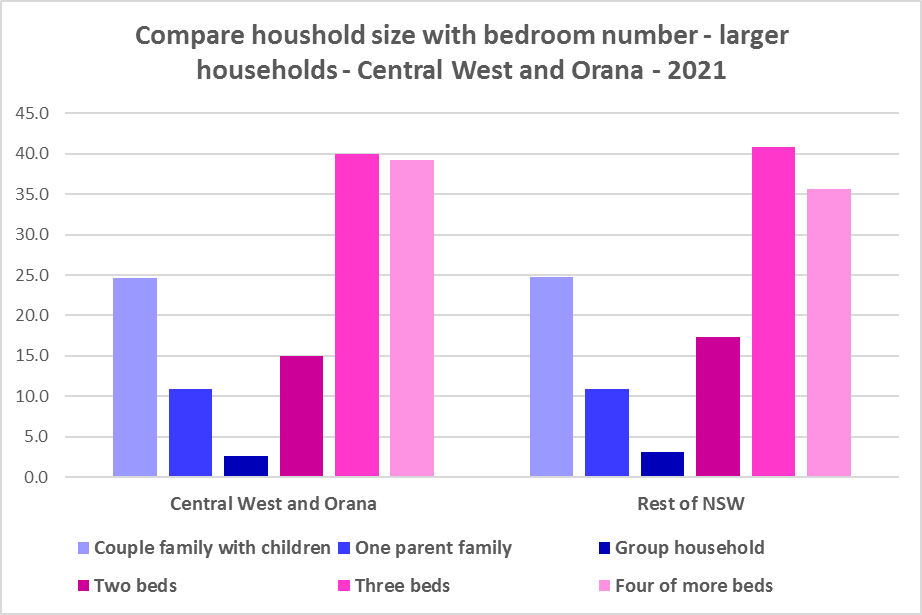 Compare houshold size with bedroom number - larger
households - Central West and Orana - 2021
45.0
40.0
35.0
30.0
25.0
20.0
15.0
10.0
5.0
0.0
Central West and Orana
Rest of NSW
Couple family with children
One parent family
Group household
Two beds
Three beds
Four of more beds